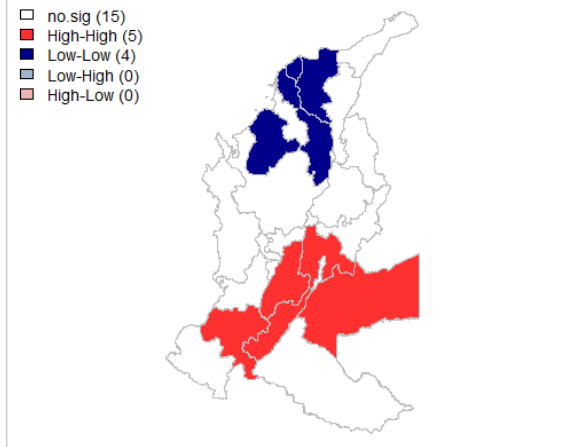 no.sig (15)
High-High (5)
Low-Low (4)
Low-High (0)
High-Low (0)